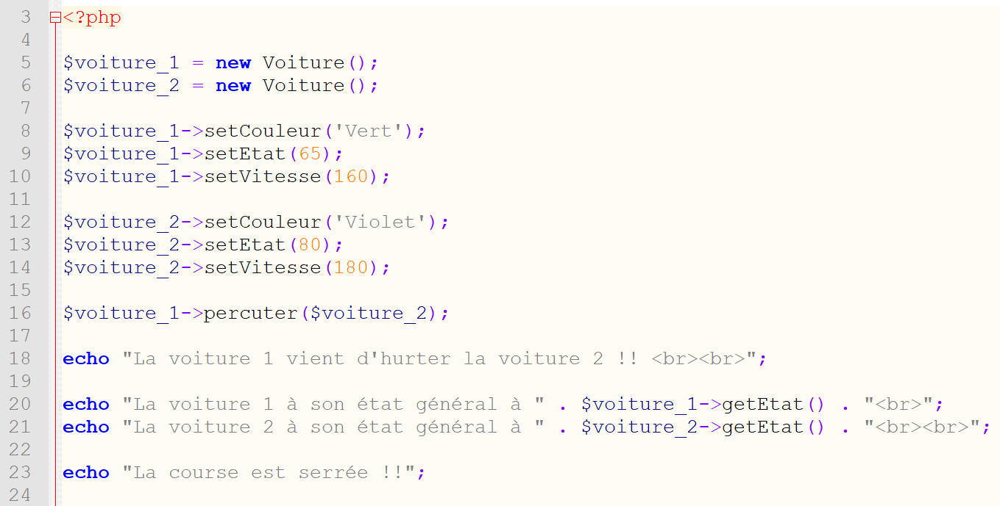 3 <?php
4
5 $voiture_1 = new Voiture();
6 $voiture_2 = new Voiture();
7
8 $voiture_1->setCouleur('Vert');
9 $voiture_1->setEtat(65);
10 $voiture_1->setVitesse(160);
11
12 $voiture_2->setCouleur('Violet');
13 $voiture_2->setEtat(80);
14 $voiture_2->setVitesse(180);
15
16 $voiture_1->percuter($voiture_2);
17
18 echo "La voiture 1 vient d'hurter la voiture 2 !! <br><br>";
19
20 echo "La voiture 1 à son état général à " . $voiture_1->getEtat() . "<br>";
21 echo "La voiture 2 à son état général à " . $voiture_2->getEtat() . "<br><br>";
22
23 echo "La course est serrée !!";
24